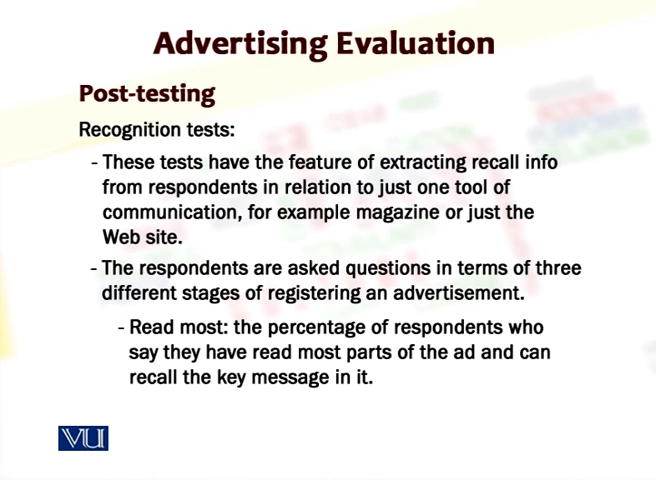 Advertising Evaluation
Post-testing
Recognition tests:
- These tests have the feature of extracting recall info
from respondents in relation to just one tool of
communication, for example magazine or just the
Web site.
- The respondents are asked questions in terms of three
different stages of registering an advertisement.
- Read most: the percentage of respondents who
say they have read most parts of the ad and can
recall the key message in it.
VU